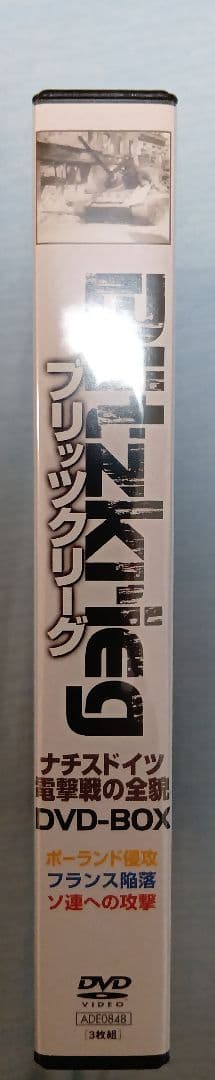 Blitzkrieg
ブリッツクリーグ
ナチスドイツ
電撃戦の全貌
DVD-BOX
ポーランド侵攻
フランス陥落
ソ連への攻撃
DVD
VIDEO
ADE084B
3枚組